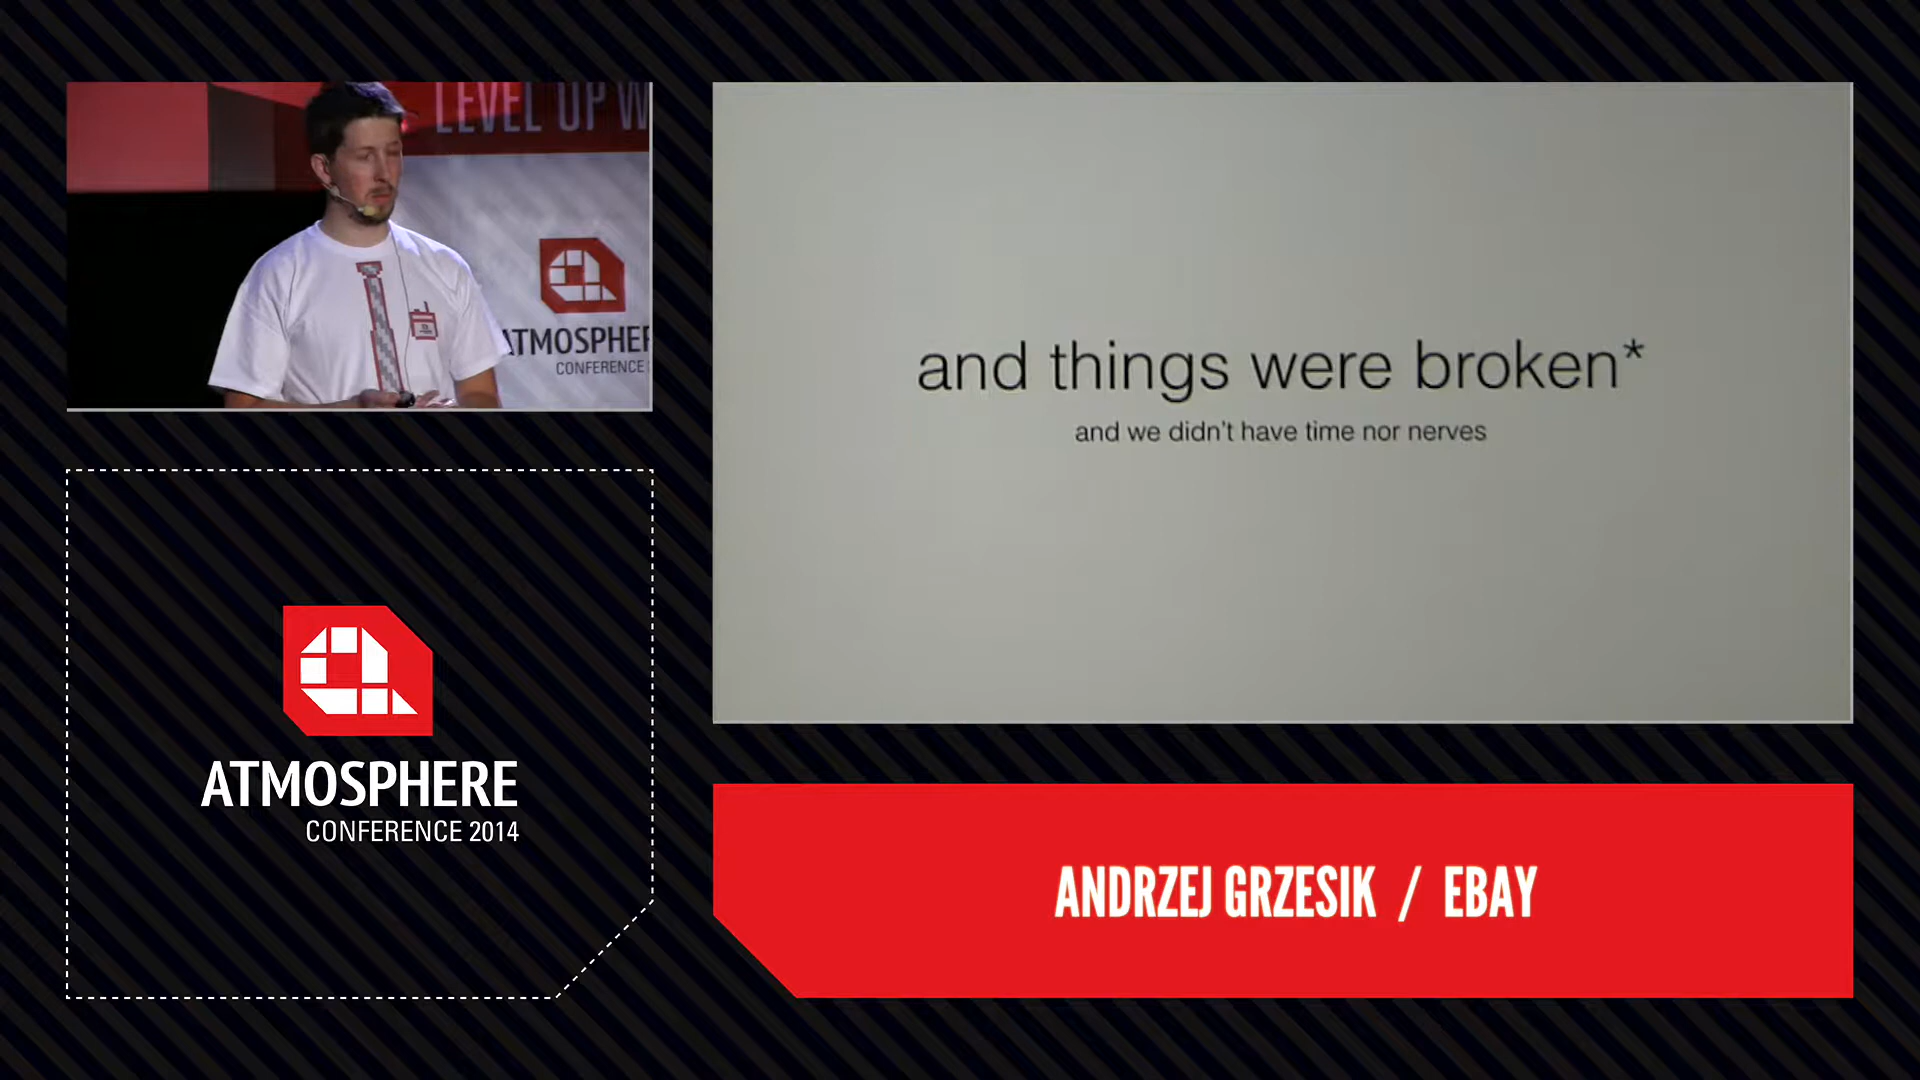 LEVEL UP W
ATMOSPHER
CONFERENCE
and things were broken*
and we didn't have time nor nerves
ATMOSPHERE
CONFERENCE 2014
ANDRZEJ GRZESIK / EBAY